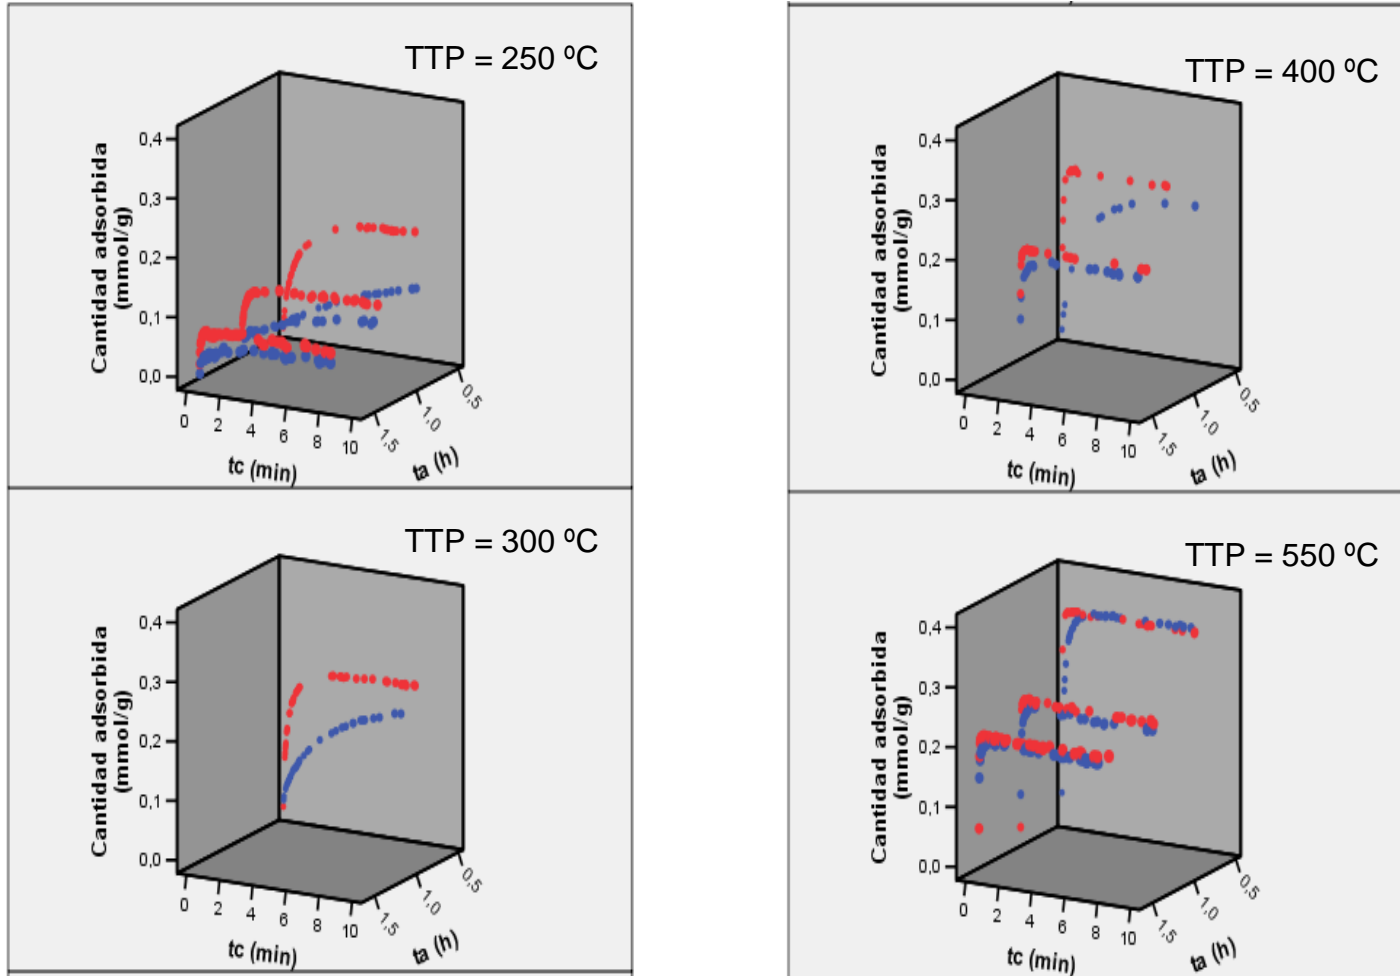 TTP = 250 ºC
Cantidad adsorbida
(mmol/g)
0,4
0,3
0,2
0,1
0,0
0 2 4 6 8 10
tc (min)
1,5 1,0 0,5
ta (h)
TTP = 400 ºC
Cantidad adsorbida
(mmol/g)
0,4
0,3
0,2
0,1
0,0
0 2 4 6 8 10
tc (min)
1,5 1,0 0,5
ta (h)
TTP = 300 ºC
Cantidad adsorbida
(mmol/g)
0,4
0,3
0,2
0,1
0,0
0 2 4 6 8 10
tc (min)
1,5 1,0 0,5
ta (h)
TTP = 550 ºC
Cantidad adsorbida
(mmol/g)
0,4
0,3
0,2
0,1
0,0
0 2 4 6 8 10
tc (min)
1,5 1,0 0,5
ta (h)